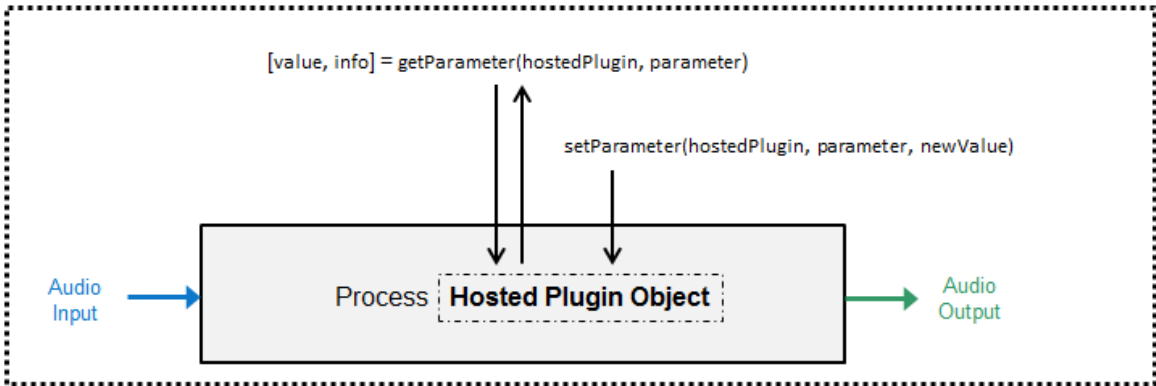 [value, info] = getParameter(hostedPlugin, parameter)
setParameter(hostedPlugin, parameter, newValue)
Audio
Input
Process Hosted Plugin Object
Audio
Output